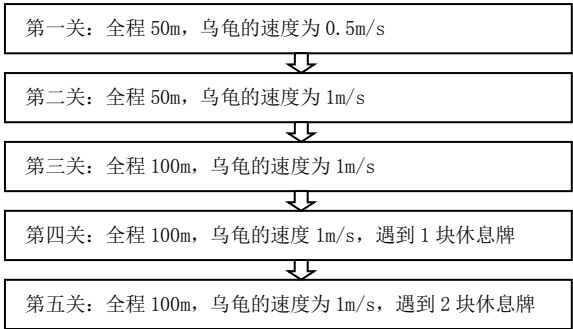 第一关：全程 50m，乌龟的速度为 0.5m/s
第二关：全程 50m，乌龟的速度为 1m/s
第三关：全程 100m，乌龟的速度为 1m/s
第四关：全程 100m，乌龟的速度 1m/s，遇到 1 块休息牌
第五关：全程 100m，乌龟的速度为 1m/s，遇到 2 块休息牌